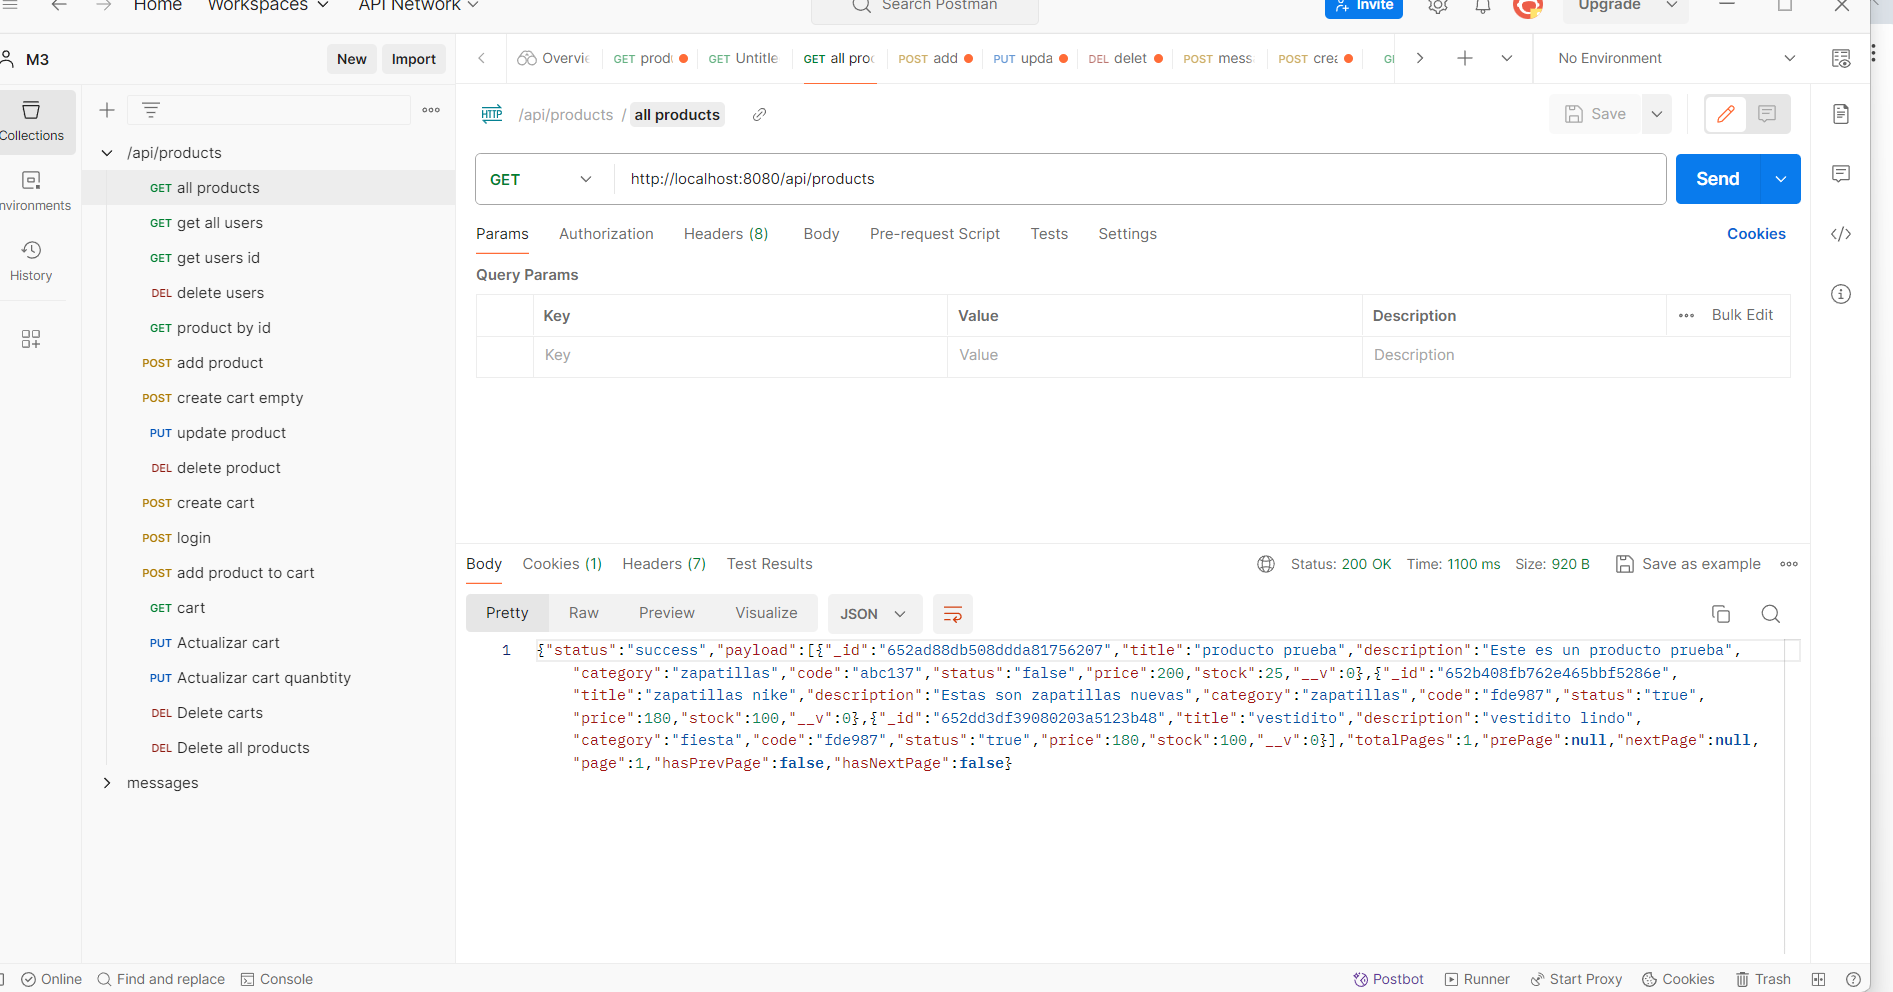 Home Workspaces API Network Search Postman Invite Upgrade
M3 New Import
Overvie GET prod GET Untitle GET all pro POST add PUT upda DEL delet POST mess POST crea GE No Environment
Collections
nvironments
History
/api/products
GET all products
GET get all users
GET get users id
DEL delete users
GET product by id
POST add product
POST create cart empty
PUT update product
DEL delete product
POST create cart
POST login
POST add product to cart
GET cart
PUT Actualizar cart
PUT Actualizar cart quanbtity
DEL Delete carts
DEL Delete all products
messages
HTTP /api/products / all products Save
GET http://localhost:8080/api/products Send
Params Authorization Headers (8) Body Pre-request Script Tests Settings Cookies
Query Params
Key Value Description Bulk Edit
Key Value Description
Body Cookies (1) Headers (7) Test Results Status: 200 OK Time: 1100 ms Size: 920 B Save as example
Pretty Raw Preview Visualize JSON
1 {"status":"success","payload":[{"_id":"652ad88db508ddda81756207","title":"producto prueba","description":"Este es un producto prueba",
"category":"zapatillas","code":"abc137","status":"false","price":200,"stock":25,"__v":0},{"_id":"652b408fb762e465bbf5286e",
"title":"zapatillas nike","description":"Estas son zapatillas nuevas","category":"zapatillas","code":"fde987","status":"true",
"price":180,"stock":100,"__v":0},{"_id":"652dd3df39080203a5123b48","title":"vestidito","description":"vestidito lindo",
"category":"fiesta","code":"fde987","status":"true","price":180,"stock":100,"__v":0}],"totalPages":1,"prePage":null,"nextPage":null,
"page":1,"hasPrevPage":false,"hasNextPage":false}
Online Find and replace Console Postbot Runner Start Proxy Cookies Trash